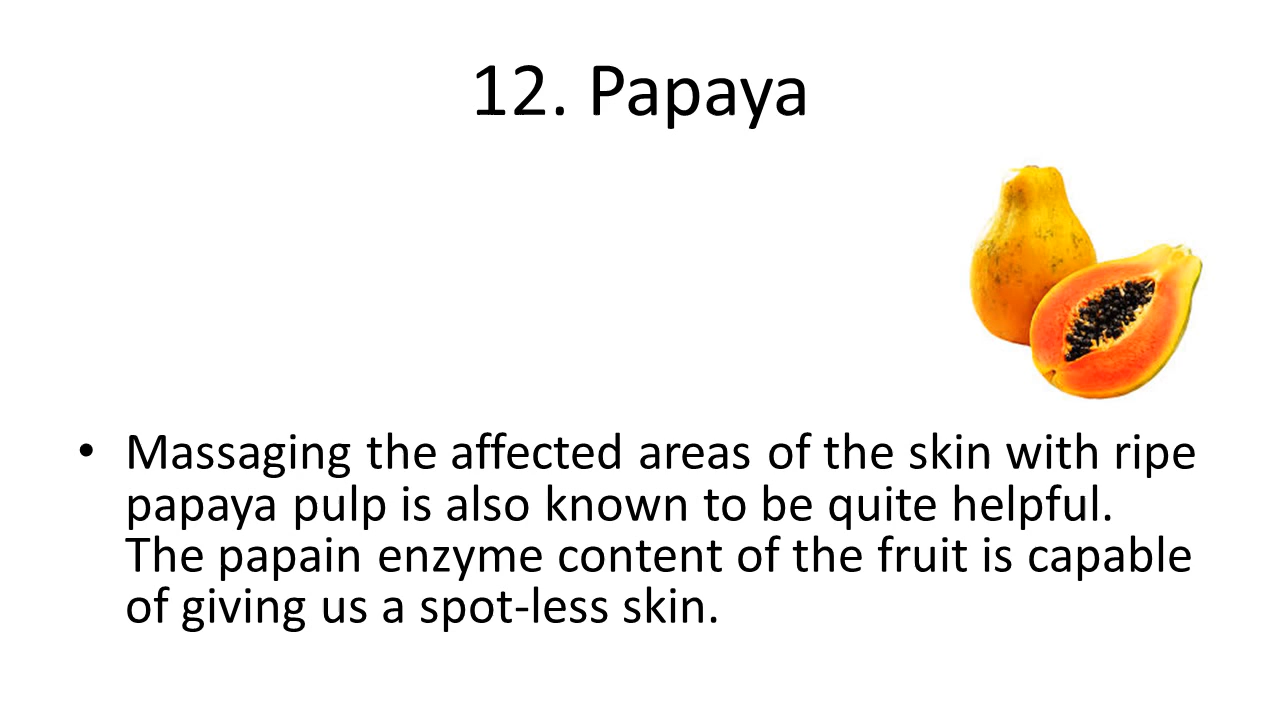 12. Papaya
• Massaging the affected areas of the skin with ripe
papaya pulp is also known to be quite helpful.
The papain enzyme content of the fruit is capable
of giving us a spot-less skin.